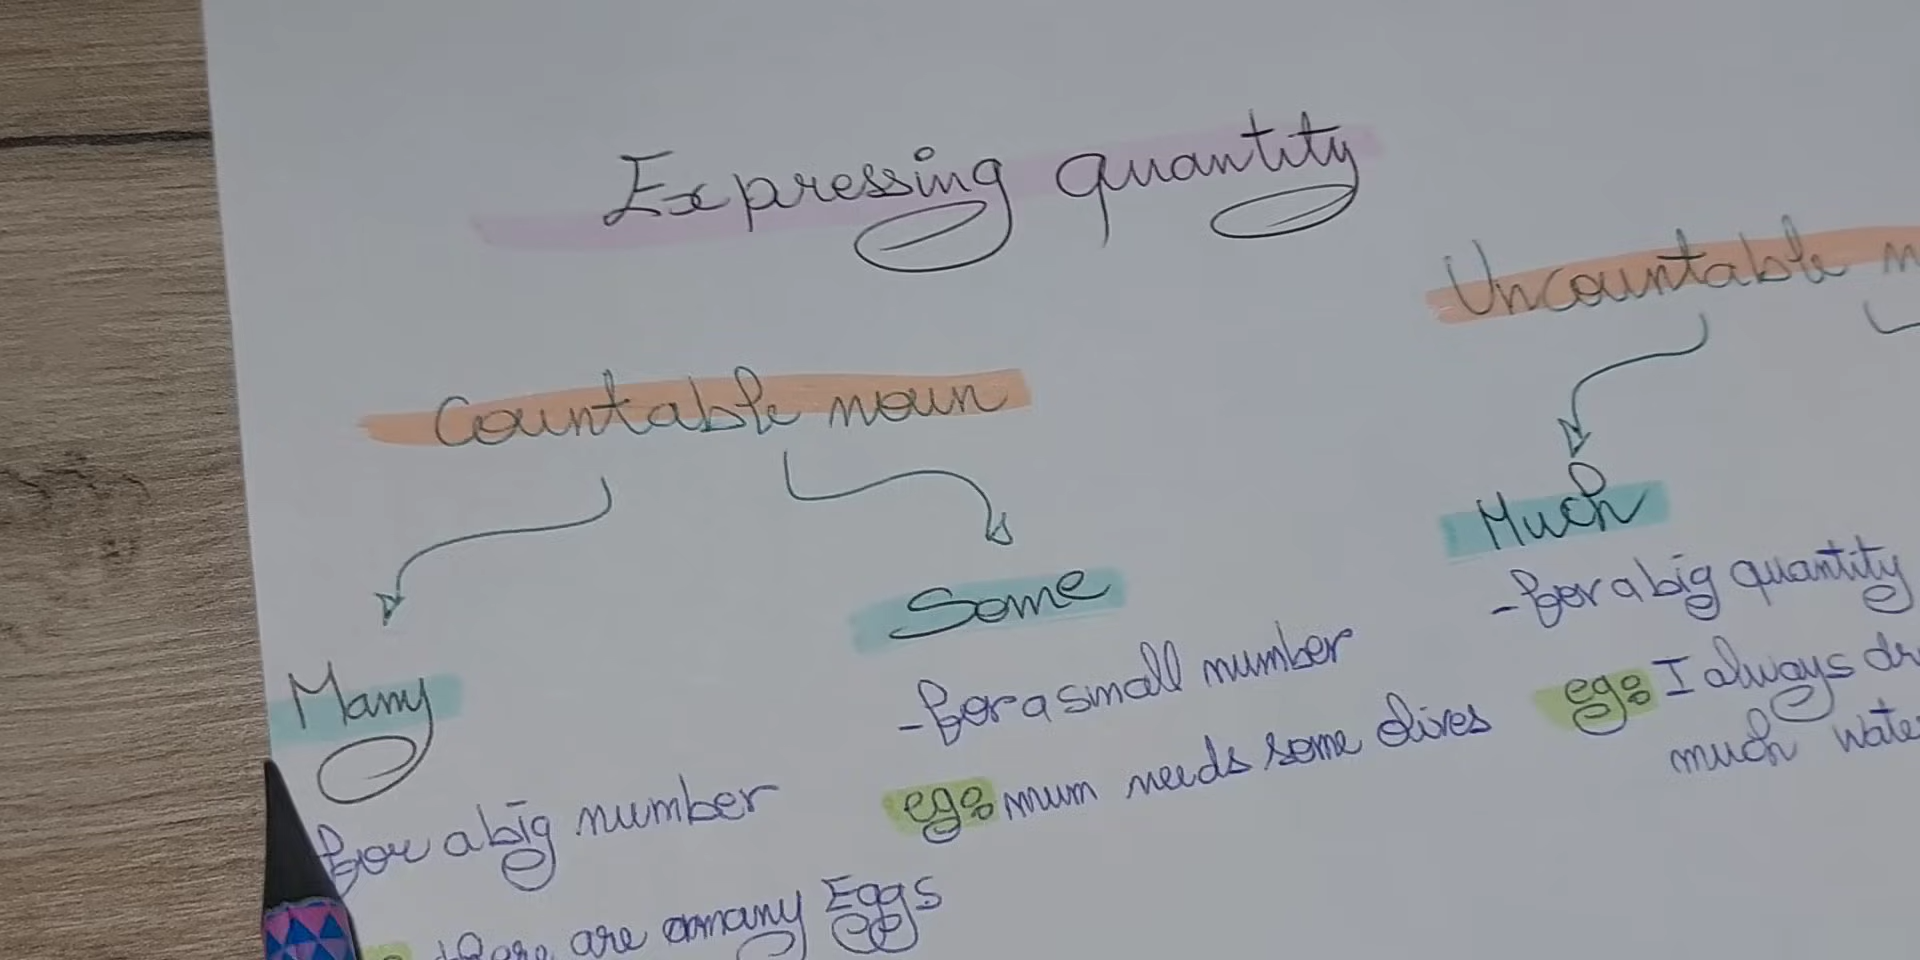 Expressing quantity
Countable noun
Many
for a big number
there are many Eggs
Some
- for a small number
eg: mum needs some olives
Uncountable
Much
- for a big quantity
eg: I always
much